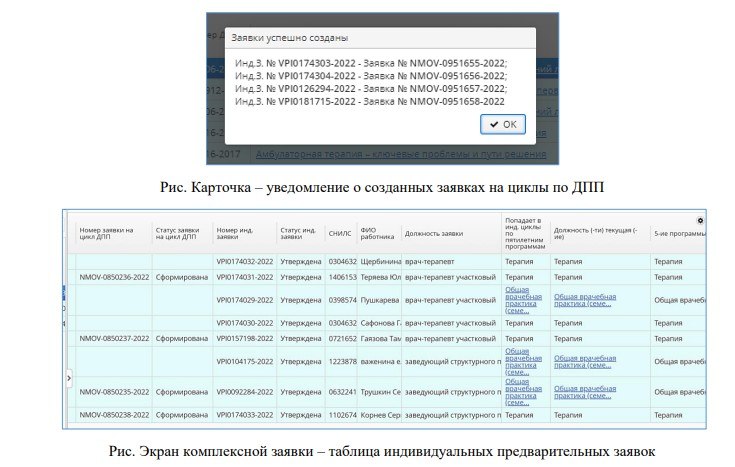 Заявки успешно созданы
Инд.З. № VPI0174303-2022 - Заявка № NMOV-0951655-2022;
Инд.З. № VPI0174304-2022 - Заявка № NMOV-0951656-2022;
Инд.З. № VPI0126294-2022 - Заявка № NMOV-0951657-2022;
Инд.З. № VPI0181715-2022 - Заявка № NMOV-0951658-2022
ОК
16-2017 Амбулаторная терапия – ключевые проблемы и пути решения
Рис. Карточка – уведомление о созданных заявках на циклы по ДПП
Номер заявки на цикл ДПП Статус заявки на цикл ДПП Номер инд. заявки Статус инд. заявки СНИЛС ФИО работника Должность заявки Попадает в инд. циклы по пятилетним программам Должность (-ти) текущая (-ие) 5-ие программы
VPI0174032-2022 Утверждена 0304632 Щербинина врач-терапевт Терапия Терапия Терапия
NMOV-0850236-2022 Сформирована VPI0174031-2022 Утверждена 1406153 Теряева Юл врач-терапевт участковый Терапия Терапия Терапия
VPI0174029-2022 Утверждена 0398574 Пушкарева врач-терапевт участковый Общая врачебная практика (семе... Общая врачебная практика (семе... Общая врачеб
VPI0174030-2022 Утверждена 0304632 Сафонова Г врач-терапевт участковый Терапия Терапия Терапия
NMOV-0850237-2022 Сформирована VPI0157198-2022 Утверждена 0721652 Гаязова Там врач-терапевт участковый Терапия Терапия Терапия
VPI0104175-2022 Утверждена 1223878 важенина е. заведующий структурного п Общая врачебная практика (семе... Общая врачебная практика (семе... Общая врачеб
NMOV-0850235-2022 Сформирована VPI0092284-2022 Утверждена 0632241 Трушкин Се заведующий структурного п Общая врачебная практика (семе... Общая врачебная практика (семе... Общая врачеб
NMOV-0850238-2022 Сформирована VPI0174033-2022 Утверждена 1102674 Корнев Сер заведующий структурного п Терапия Терапия Терапия
Рис. Экран комплексной заявки – таблица индивидуальных предварительных заявок